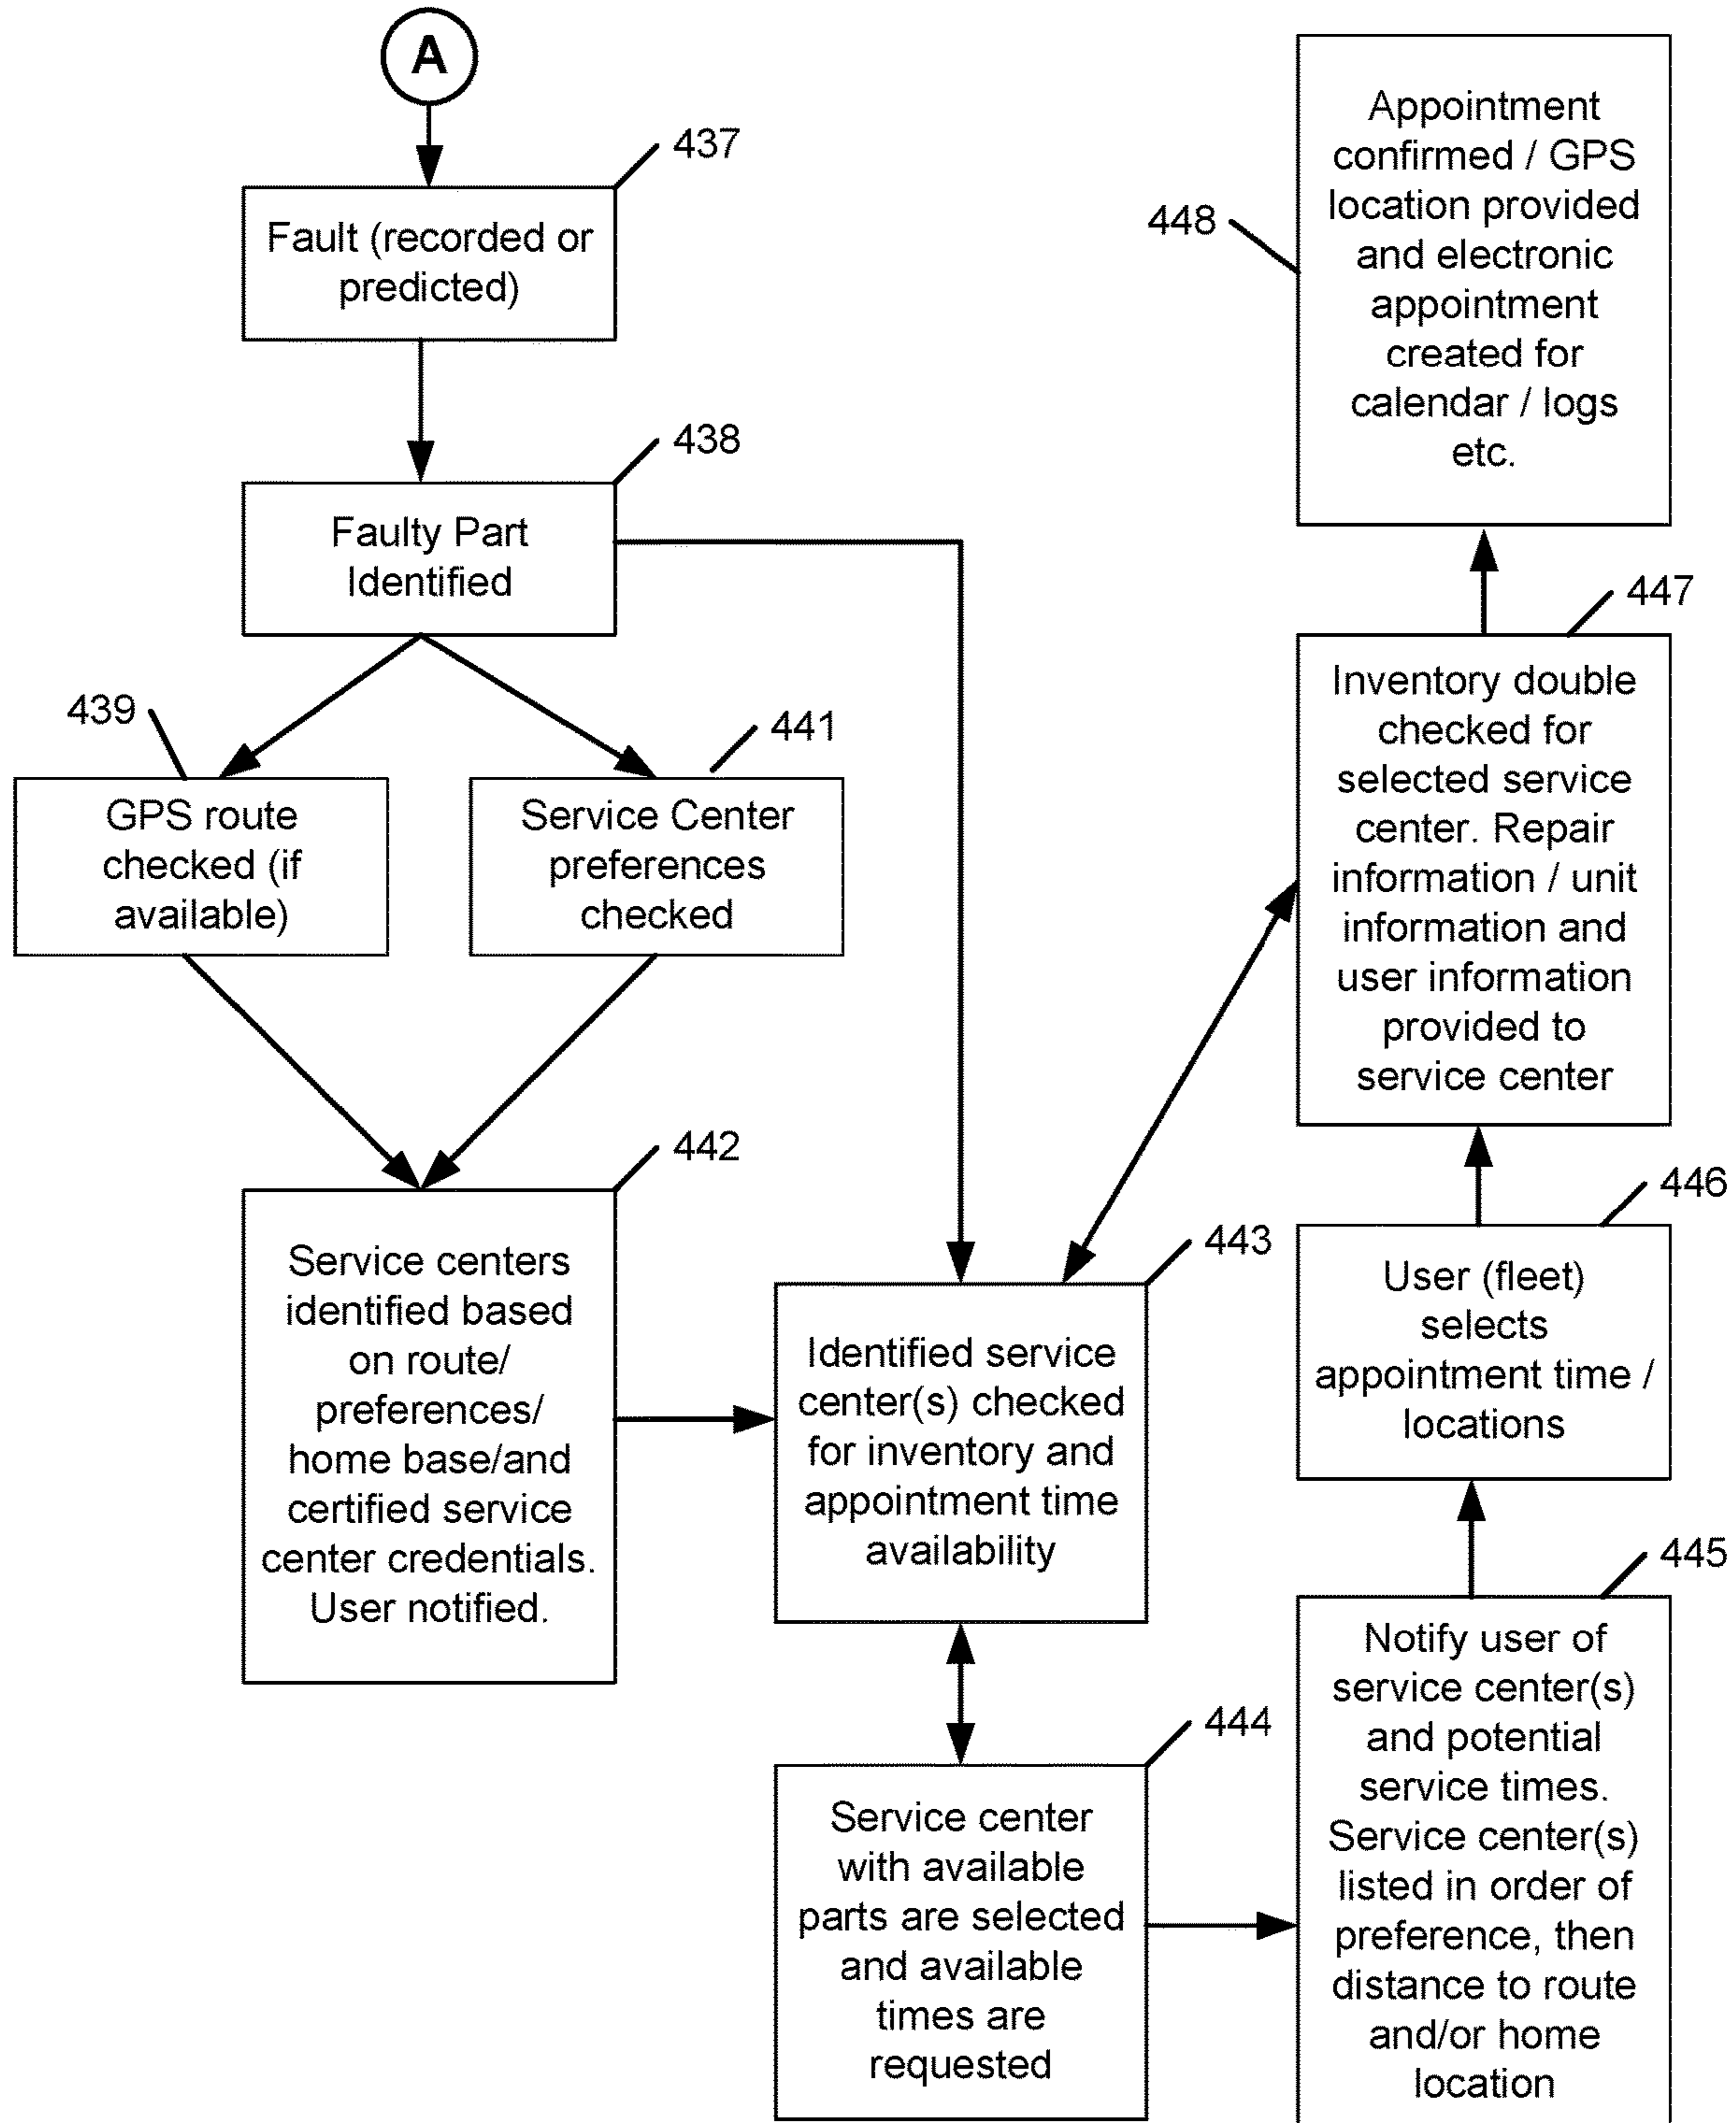 A
437
Fault (recorded or
predicted)
438
Faulty Part
Identified
439
GPS route
checked (if
available)
441
Service Center
preferences
checked
442
Service centers
identified based
on route/
preferences/
home base/and
certified service
center credentials.
User notified.
443
Identified service
center(s) checked
for inventory and
appointment time
availability
444
Service center
with available
parts are selected
and available
times are
requested
445
Notify user of
service center(s)
and potential
service times.
Service center(s)
listed in order of
preference, then
distance to route
and/or home
location
446
User (fleet)
selects
appointment time /
locations
447
Inventory double
checked for
selected service
center. Repair
information / unit
information and
user information
provided to
service center
448
Appointment
confirmed / GPS
location provided
and electronic
appointment
created for
calendar / logs
etc.